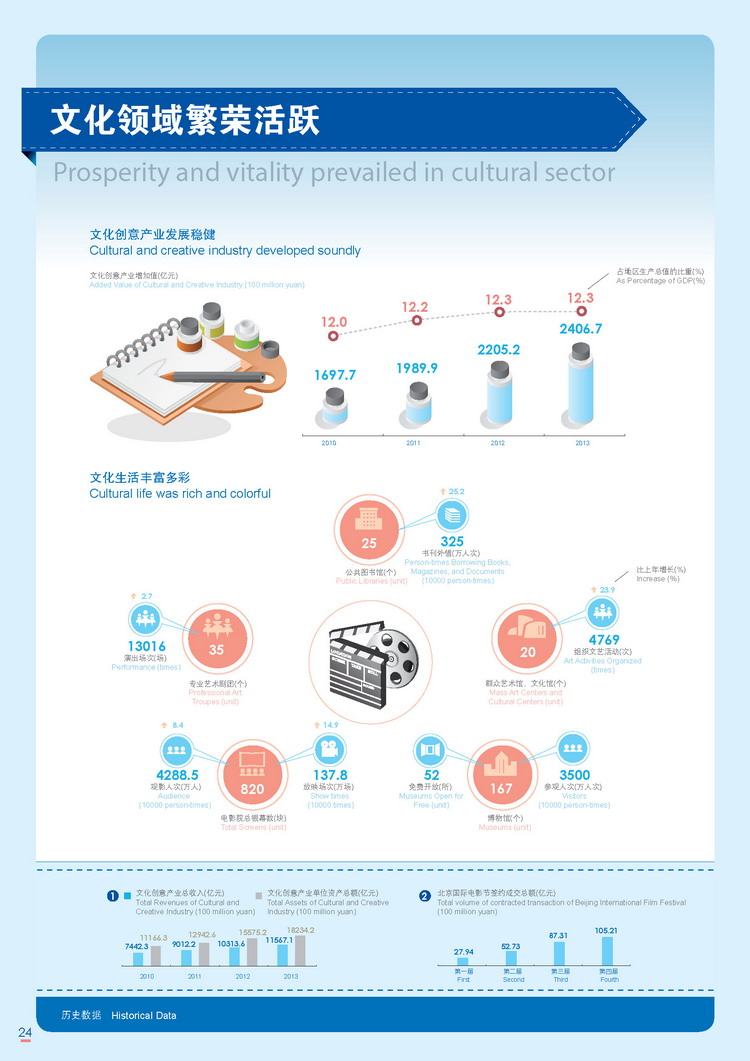 文化领域繁荣活跃
Prosperity and vitality prevailed in cultural sector
文化创意产业发展稳健
Cultural and creative industry developed soundly
文化创意产业增加值(亿元)
Added Value of Cultural and Creative Industry (100 million yuan)
占地区生产总值的比重(%)
As Percentage of GDP(%)
12.0
12.2
12.3
12.3
1697.7
1989.9
2205.2
2406.7
2010
2011
2012
2013
文化生活丰富多彩
Cultural life was rich and colorful
25.2
25
325
书刊外借(万人次)
Person-times Borrowing Books,
Magazines, and Documents
(10000 person-times)
公共图书馆(个)
Public Libraries (unit)
比上年增长(%)
Increase (%)
2.7
13016
演出场次(场)
Performance (times)
35
专业艺术剧团(个)
Professional Art
Troupes (unit)
23.9
4769
组织文艺活动(次)
Art Activities Organized
(times)
20
群众艺术馆、文化馆(个)
Mass Art Centers and
Cultural Centers (unit)
8.4
4288.5
观影人次(万人)
Audience
(10000 person-times)
820
电影院总银幕数(块)
Total Screens (unit)
14.9
137.8
放映场次(万场)
Show times
(10000 times)
52
免费开放(所)
Museums Open for
Free (unit)
167
博物馆(个)
Museums (unit)
3500
参观人次(万人次)
Visitors
(10000 person-times)
1
文化创意产业总收入(亿元)
Total Revenues of Cultural and
Creative Industry (100 million yuan)
文化创意产业单位资产总额(亿元)
Total Assets of Cultural and Creative
Industry (100 million yuan)
7442.3
11166.3
9012.2
12942.6
10313.6
15575.2
11567.1
18234.2
2010
2011
2012
2013
2
北京国际电影节签约成交总额(亿元)
Total volume of contracted transaction of Beijing International Film Festival
(100 million yuan)
27.94
52.73
87.31
105.21
第一届
First
第二届
Second
第三届
Third
第四届
Fourth
历史数据 Historical Data
24